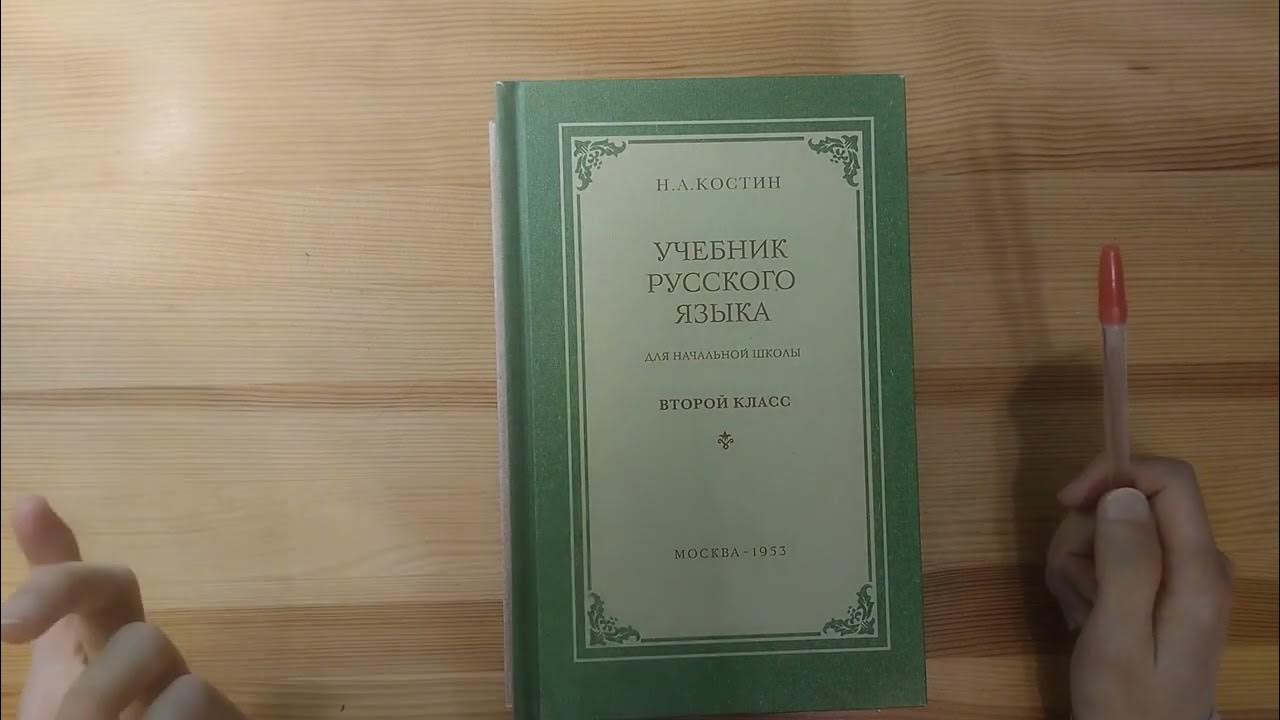 Н.А.КОСТИН
УЧЕБНИК
РУССКОГО
ЯЗЫКА
ДЛЯ НАЧАЛЬНОЙ ШКОЛЫ
ВТОРОЙ КЛАСС
МОСКВА - 1953